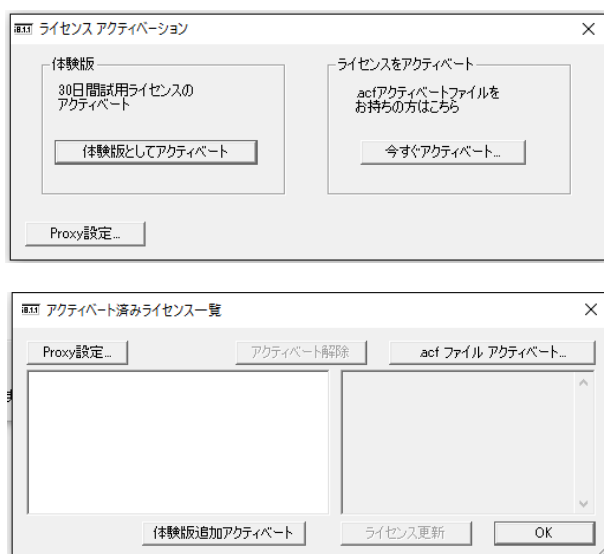 i8.1.1 ライセンス アクティベーション
体験版
30日間試用ライセンスの
アクティベート
体験版としてアクティベート
ライセンスをアクティベート
.acfアクティベートファイルを
お持ちの方はこちら
今すぐアクティベート...
Proxy設定...
i8.1.1 アクティベート済みライセンス一覧
Proxy設定...
アクティベート解除
.acf ファイル アクティベート...
体験版追加アクティベート
ライセンス更新
OK